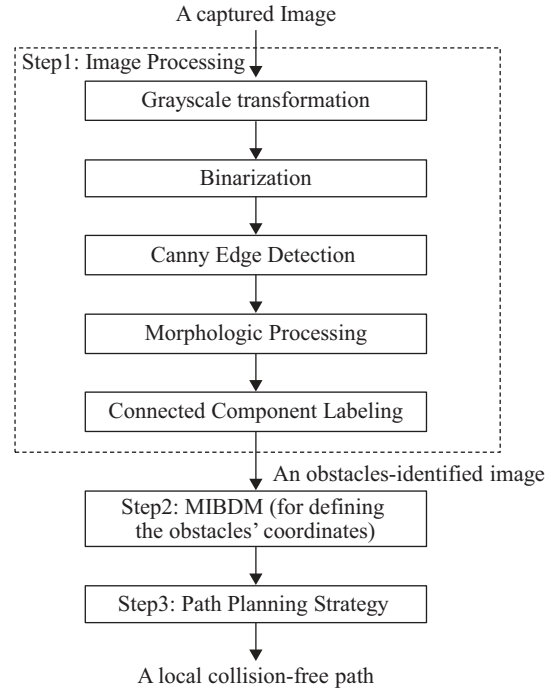 A captured Image
Step1: Image Processing
Grayscale transformation
Binarization
Canny Edge Detection
Morphologic Processing
Connected Component Labeling
An obstacles-identified image
Step2: MIBDM (for defining
the obstacles' coordinates)
Step3: Path Planning Strategy
A local collision-free path